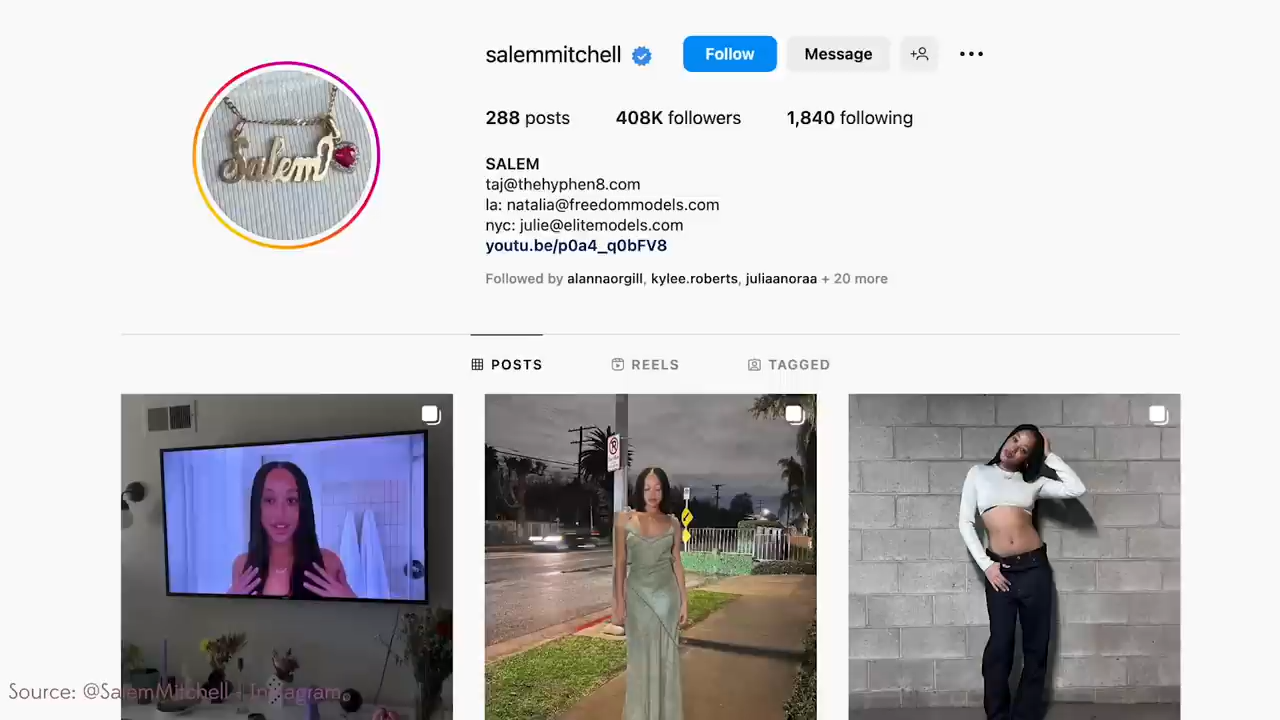 salemmitchell
Follow
Message
288 posts
408K followers
1,840 following
Salem
SALEM
taj@thehyphen8.com
la: natalia@freedommodels.com
nyc: julie@elitemodels.com
youtu.be/p0a4_q0bFV8
Followed by alannaorgill, kylee.roberts, juliaanoraa + 20 more
POSTS
REELS
TAGGED
Source: @SalemMitchell - Instagram